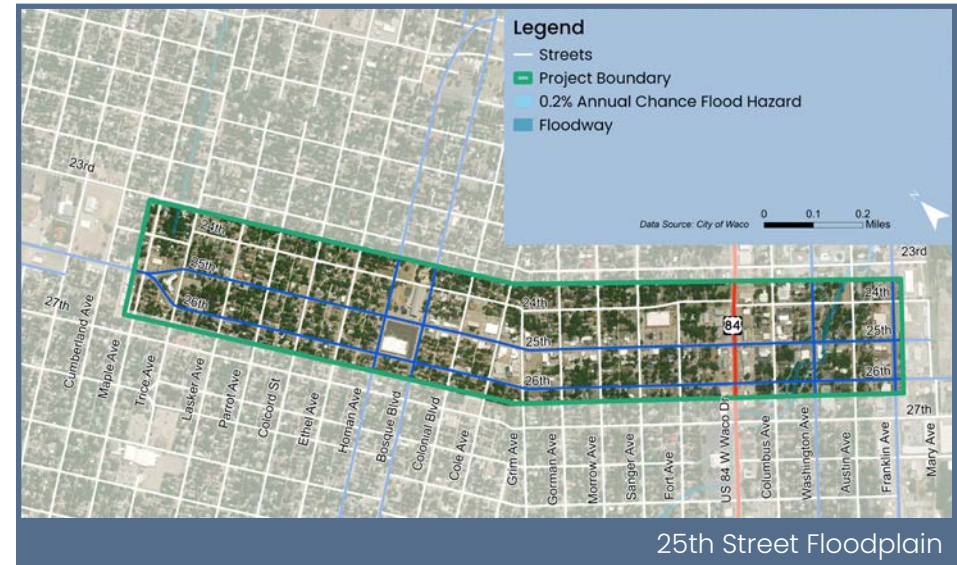 Legend
Streets
Project Boundary
0.2% Annual Chance Flood Hazard
Floodway
Data Source: City of Waco
0 0.1 0.2
Miles
23rd
23rd
24th
25th
26th
27th
24th
25th
26th
84
24th
25th
26th
27th
Cumberland Ave
Maple Ave
Trice Ave
Lasker Ave
Parrot Ave
Colcord St
Ethel Ave
Homan Ave
Bosque Blvd
Colonial Blvd
Cole Ave
Grim Ave
Gorman Ave
Morrow Ave
Sanger Ave
Fort Ave
US 84 W Waco Dr
Columbus Ave
Washington Ave
Austin Ave
Franklin Ave
Mary Ave
25th Street Floodplain